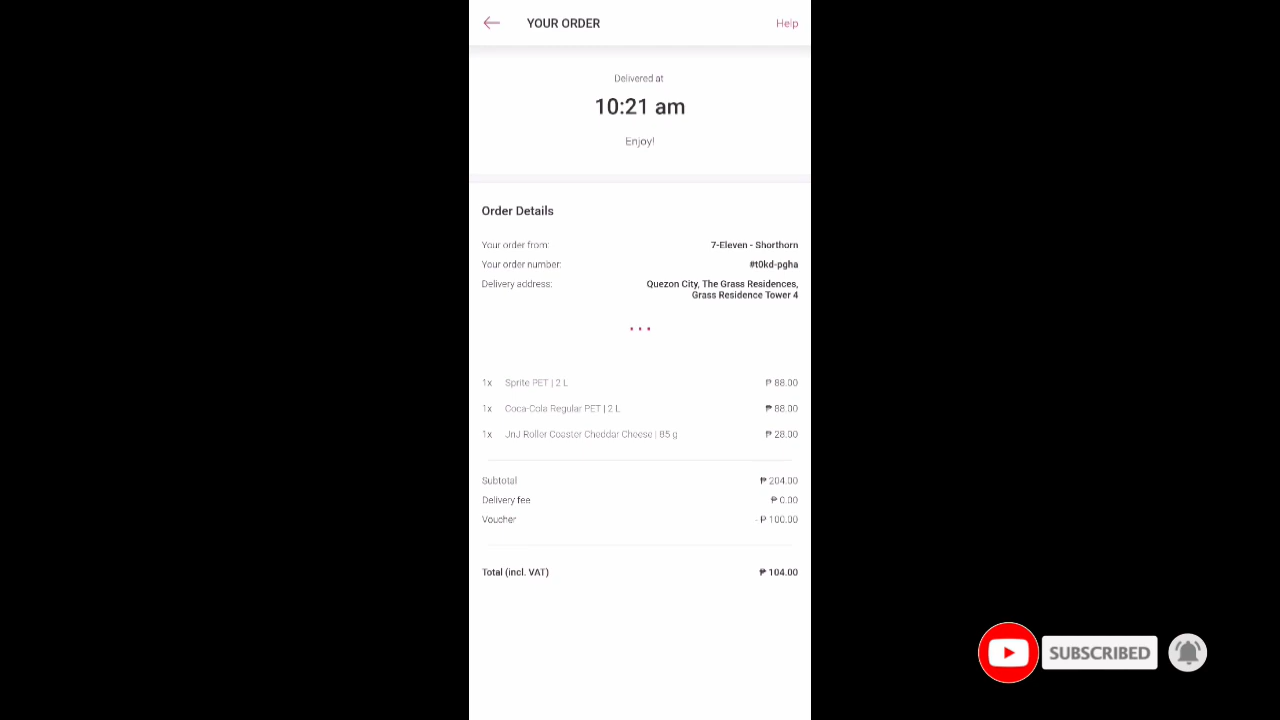 YOUR ORDER Help
Delivered at
10:21 am
Enjoy!
Order Details
Your order from: 7-Eleven - Shorthorn
Your order number: #t0kd-pgha
Delivery address: Quezon City, The Grass Residences,
Grass Residence Tower 4
1x Sprite PET | 2 L ₱ 88.00
1x Coca-Cola Regular PET | 2 L ₱ 88.00
1x JnJ Roller Coaster Cheddar Cheese | 85 g ₱ 28.00
Subtotal ₱ 204.00
Delivery fee ₱ 0.00
Voucher - ₱ 100.00
Total (incl. VAT) ₱ 104.00
SUBSCRIBED